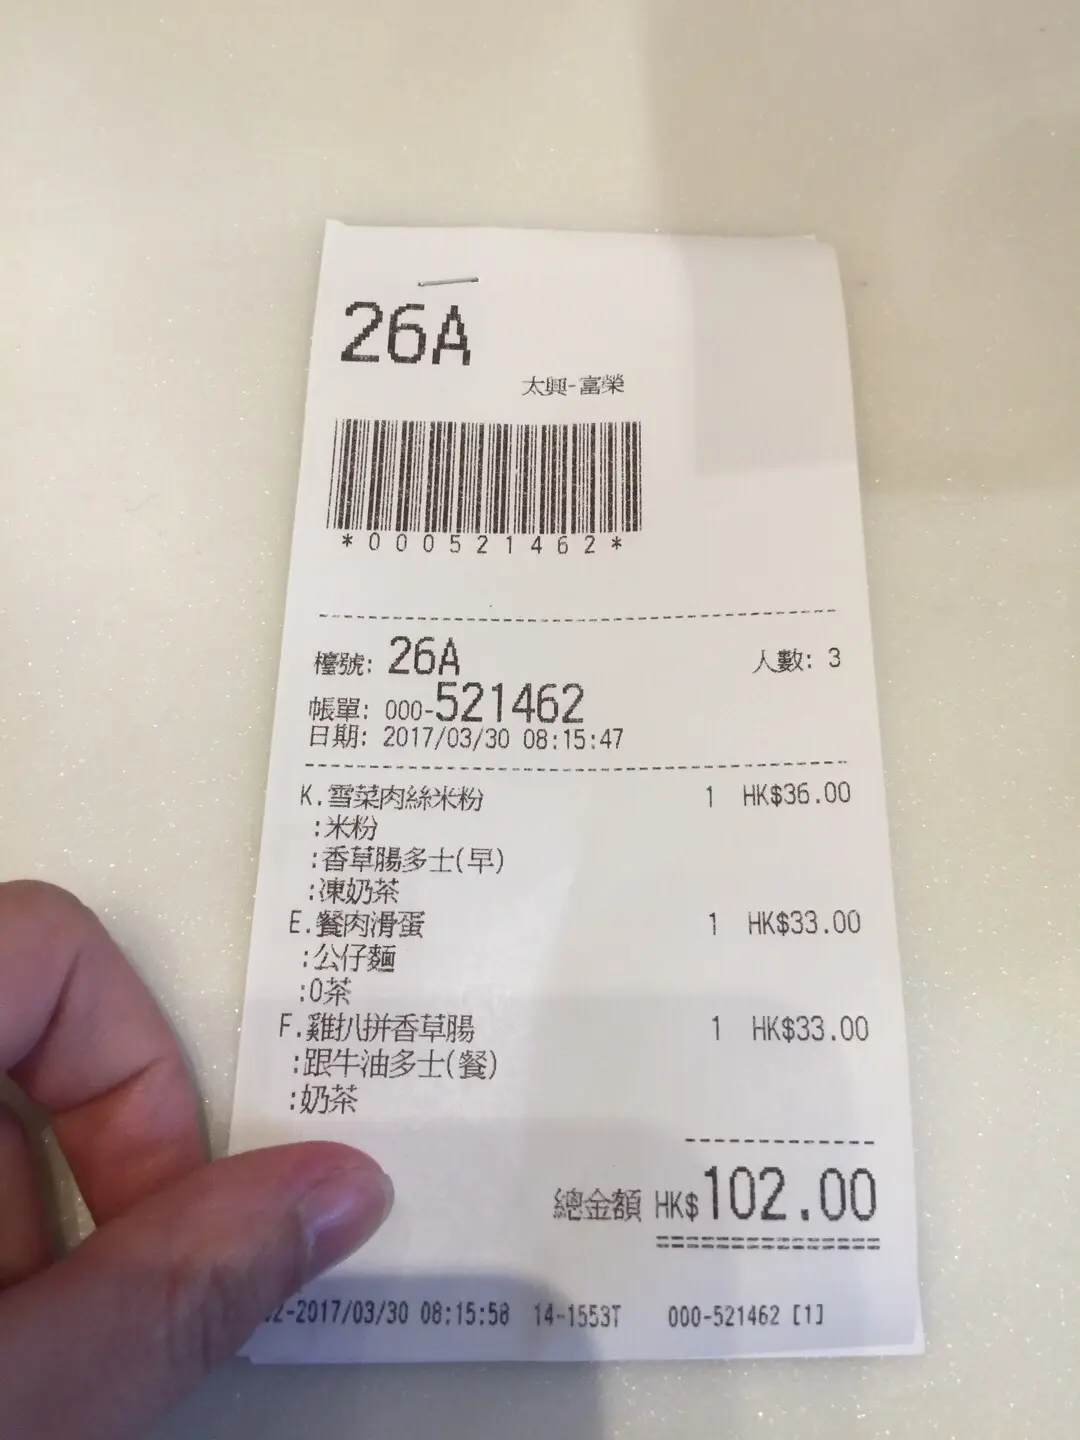 26A
太興-富榮
*000521462*
檯號: 26A 人數: 3
帳單: 000-521462
日期: 2017/03/30 08:15:47
K.雪菜肉絲米粉 1 HK$36.00
:米粉
:香草腸多士(早)
:凍奶茶
E.餐肉滑蛋 1 HK$33.00
:公仔麵
:0茶
F.雞扒拼香草腸 1 HK$33.00
:跟牛油多士(餐)
:奶茶
總金額 HK$102.00
2-2017/03/30 08:15:58 14-1553T 000-521462 [1]